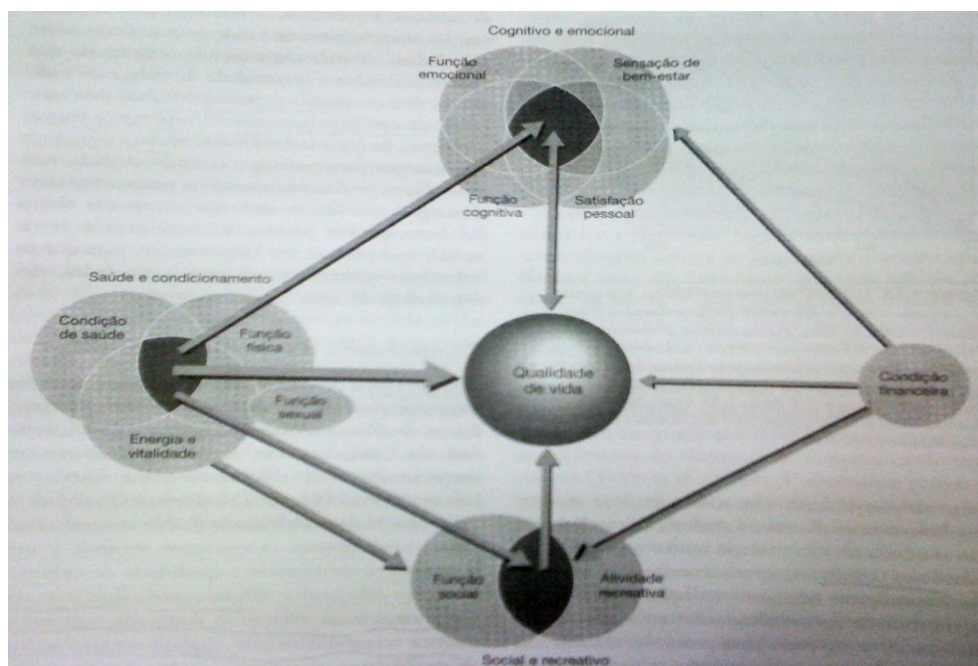 Cognitivo e emocional
Função
emocional
Sensação de
bem-estar
Função
cognitiva
Satisfação
pessoal
Saúde e condicionamento
Condição
de saúde
Função
física
Função
sexual
Energia e
vitalidade
Qualidade
de vida
Condição
financeira
Função
social
Atividade
recreativa
Social e recreativo